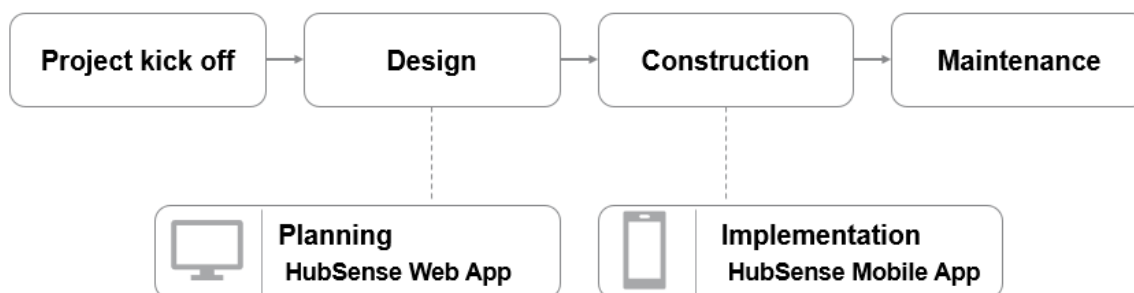 Project kick off
Design
Construction
Maintenance
Planning
HubSense Web App
Implementation
HubSense Mobile App